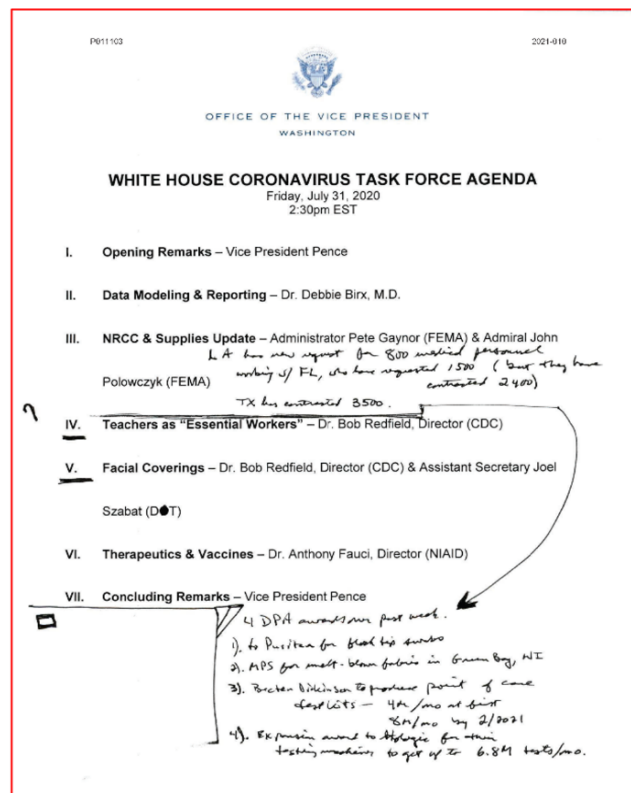 P011103 2021-010
OFFICE OF THE VICE PRESIDENT
WASHINGTON
WHITE HOUSE CORONAVIRUS TASK FORCE AGENDA
Friday, July 31, 2020
2:30pm EST
I. Opening Remarks – Vice President Pence
II. Data Modeling & Reporting – Dr. Debbie Birx, M.D.
III. NRCC & Supplies Update – Administrator Pete Gaynor (FEMA) & Admiral John
LA has new request for 800 medical personnel
Polowczyk (FEMA) working w/ FL, who have requested 1500 (but they have
contracted 2400)
TX has contracted 3500.
?
IV. Teachers as “Essential Workers” – Dr. Bob Redfield, Director (CDC)
V. Facial Coverings – Dr. Bob Redfield, Director (CDC) & Assistant Secretary Joel
Szabat (DOT)
VI. Therapeutics & Vaccines – Dr. Anthony Fauci, Director (NIAID)
VII. Concluding Remarks – Vice President Pence
4 DPA awards over past week.
1). to Puritan for flock tip swabs
2). MPS for melt-blown fabrics in Green Bay, WI
3). Becton Dickinson to produce point of care
test kits – 4M/mo at first
8M/mo by 2/2021
4). Expansion award to Hologic for their
testing machines to get up to 6.8M tests/mo.